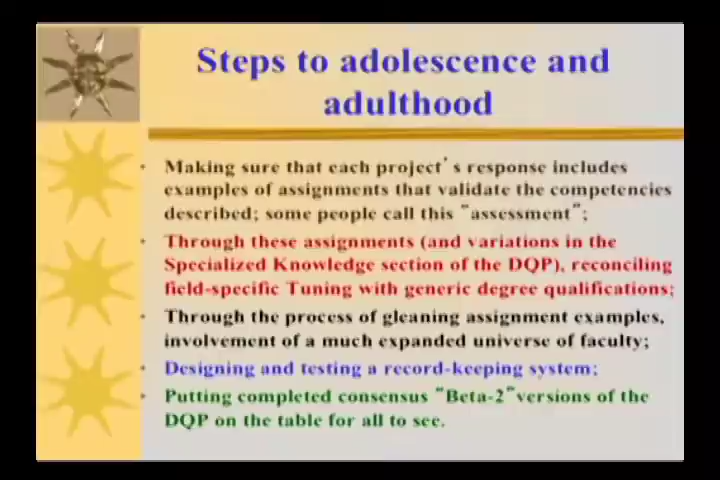 Steps to adolescence and
adulthood
• Making sure that each project's response includes
examples of assignments that validate the competencies
described; some people call this "assessment";
• Through these assignments (and variations in the
Specialized Knowledge section of the DQP), reconciling
field-specific Tuning with generic degree qualifications;
• Through the process of gleaning assignment examples,
involvement of a much expanded universe of faculty;
• Designing and testing a record-keeping system;
• Putting completed consensus "Beta-2"versions of the
DQP on the table for all to see.